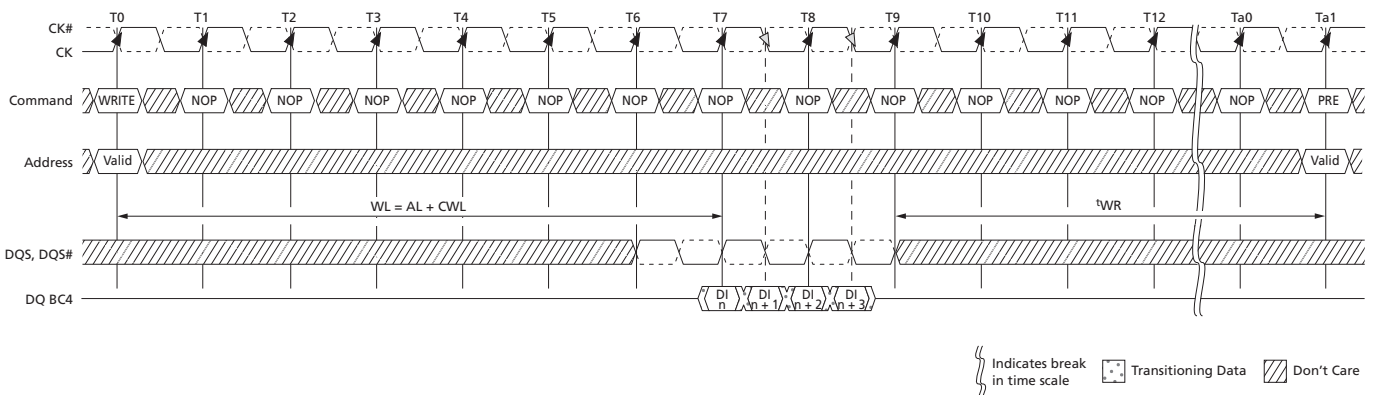 T0 T1 T2 T3 T4 T5 T6 T7 T8 T9 T10 T11 T12 Ta0 Ta1
CK#
CK
Command WRITE NOP NOP NOP NOP NOP NOP NOP NOP NOP NOP NOP NOP NOP PRE
Address Valid Valid
WL = AL + CWL tWR
DQS, DQS#
DQ BC4 DI n DI n + 1 DI n + 2 DI n + 3
Indicates break
in time scale
Transitioning Data
Don't Care